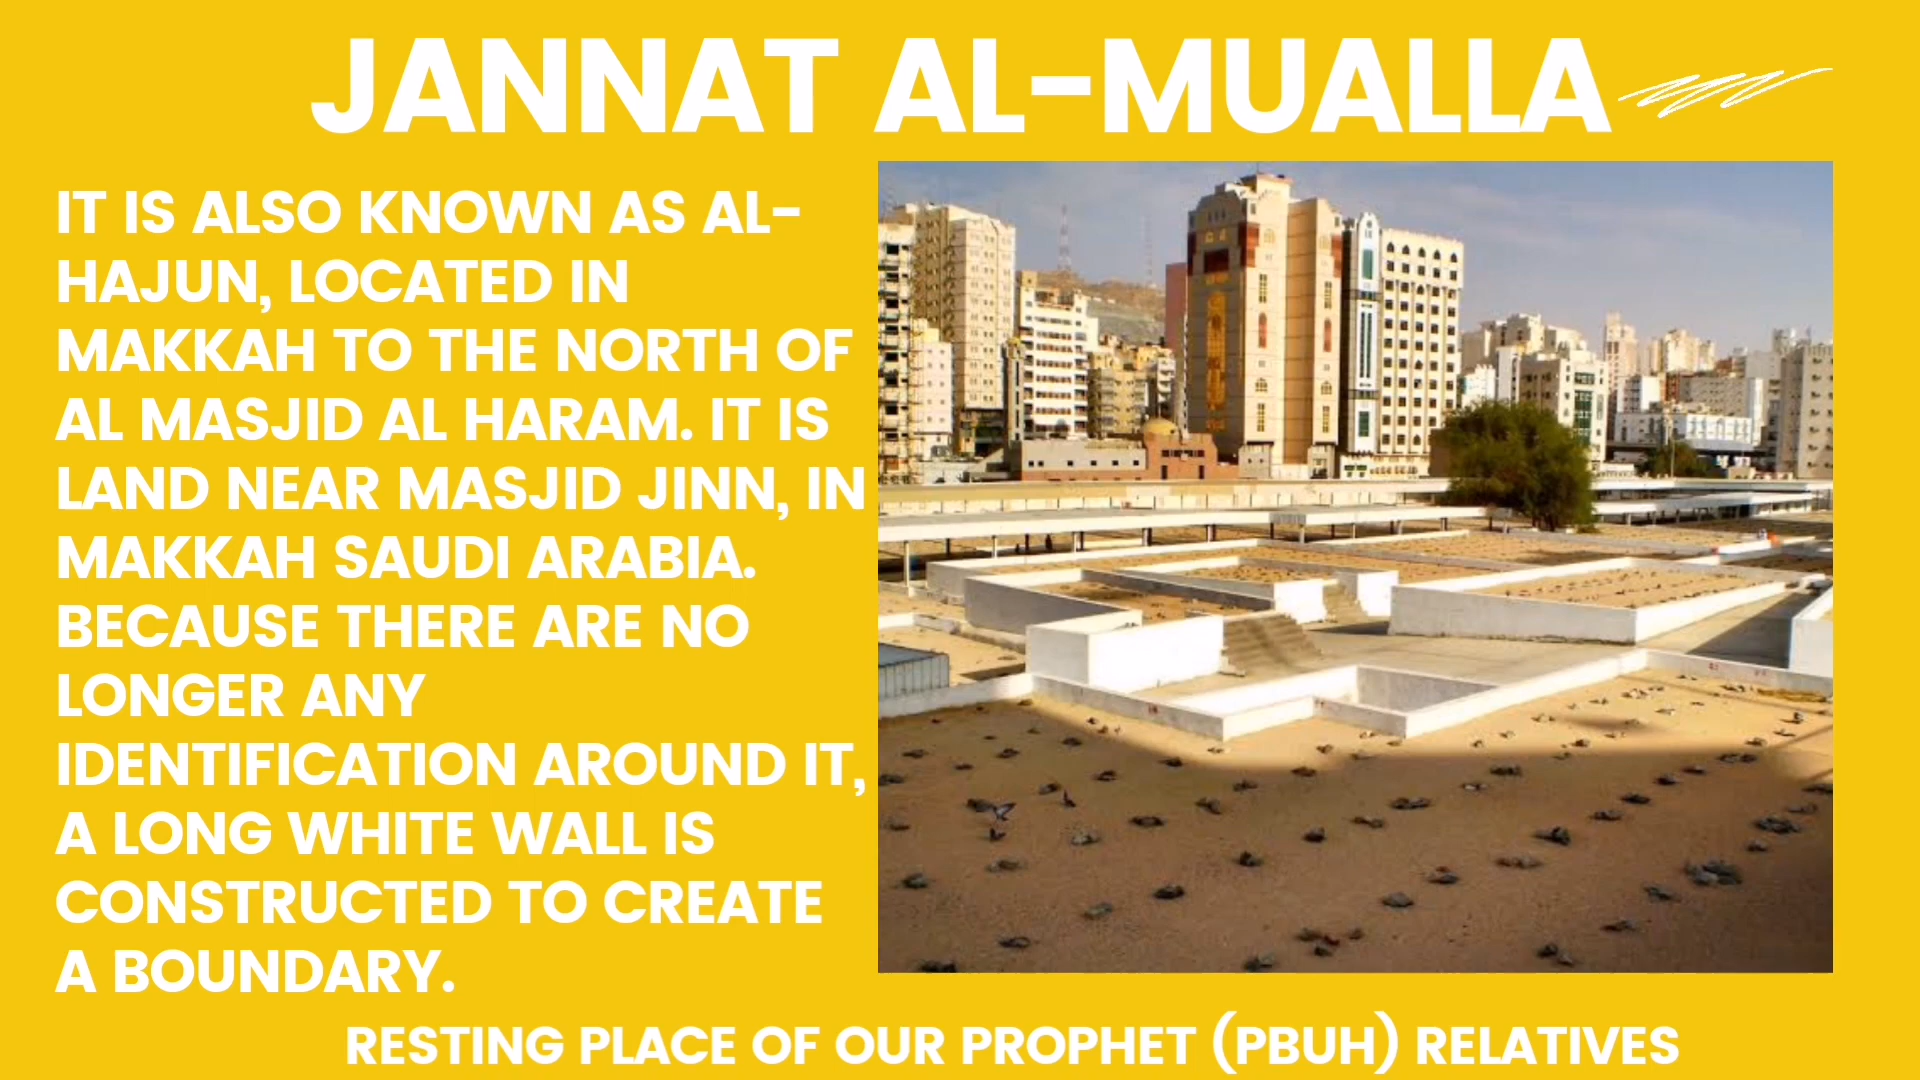 JANNAT AL-MUALLA
IT IS ALSO KNOWN AS AL-
HAJUN, LOCATED IN
MAKKAH TO THE NORTH OF
AL MASJID AL HARAM. IT IS
LAND NEAR MASJID JINN, IN
MAKKAH SAUDI ARABIA.
BECAUSE THERE ARE NO
LONGER ANY
IDENTIFICATION AROUND IT,
A LONG WHITE WALL IS
CONSTRUCTED TO CREATE
A BOUNDARY.
RESTING PLACE OF OUR PROPHET (PBUH) RELATIVES